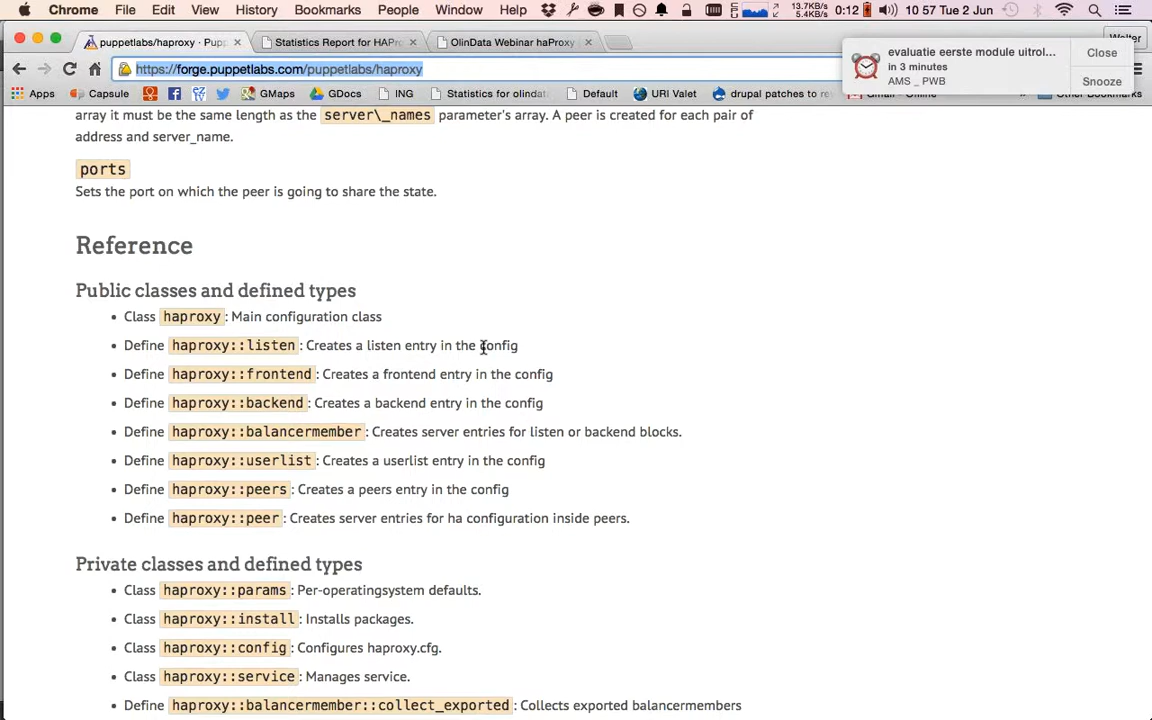 Chrome File Edit View History Bookmarks People Window Help 13.7KB/s 5.4KB/s 0:12 10 57 Tue 2 Jun
puppetlabs/haproxy · Pup Statistics Report for HAPr OlinData Webinar haProxy Walter
https://forge.puppetlabs.com/puppetlabs/haproxy
evaluatie eerste module uitrol...
in 3 minutes
AMS _ PWB
Close
Snooze
Apps Capsule GMaps GDocs ING Statistics for olindat Default URI Valet drupal patches to re
array it must be the same length as the server\_names parameter's array. A peer is created for each pair of
address and server_name.
ports
Sets the port on which the peer is going to share the state.
Reference
Public classes and defined types
• Class haproxy: Main configuration class
• Define haproxy::listen: Creates a listen entry in the config
• Define haproxy::frontend: Creates a frontend entry in the config
• Define haproxy::backend: Creates a backend entry in the config
• Define haproxy::balancermember: Creates server entries for listen or backend blocks.
• Define haproxy::userlist: Creates a userlist entry in the config
• Define haproxy::peers: Creates a peers entry in the config
• Define haproxy::peer: Creates server entries for ha configuration inside peers.
Private classes and defined types
• Class haproxy::params: Per-operatingsystem defaults.
• Class haproxy::install: Installs packages.
• Class haproxy::config: Configures haproxy.cfg.
• Class haproxy::service: Manages service.
• Define haproxy::balancermember::collect_exported: Collects exported balancermembers